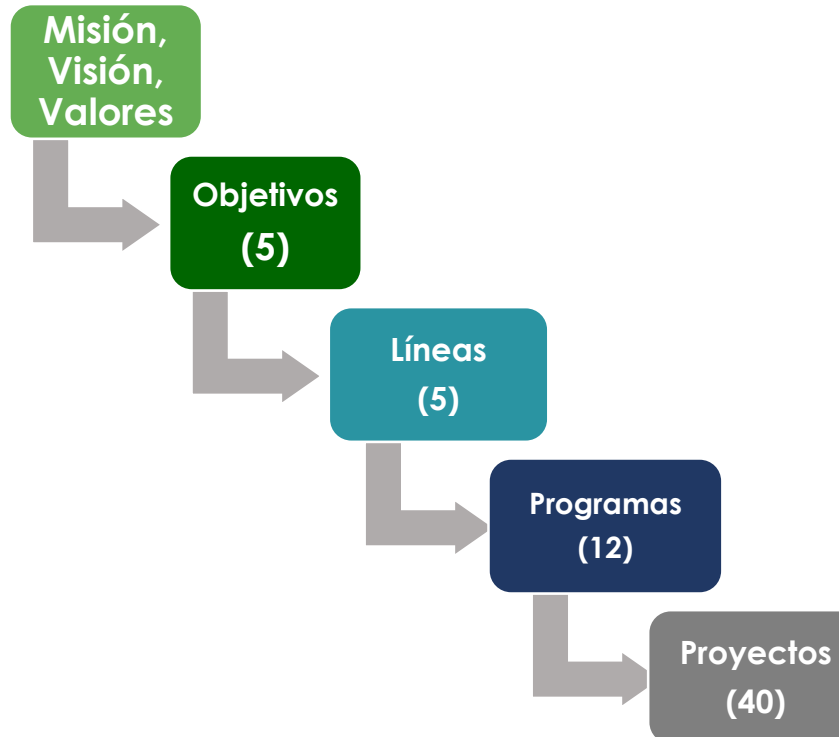 Misión,
Visión,
Valores
Objetivos
(5)
Líneas
(5)
Programas
(12)
Proyectos
(40)